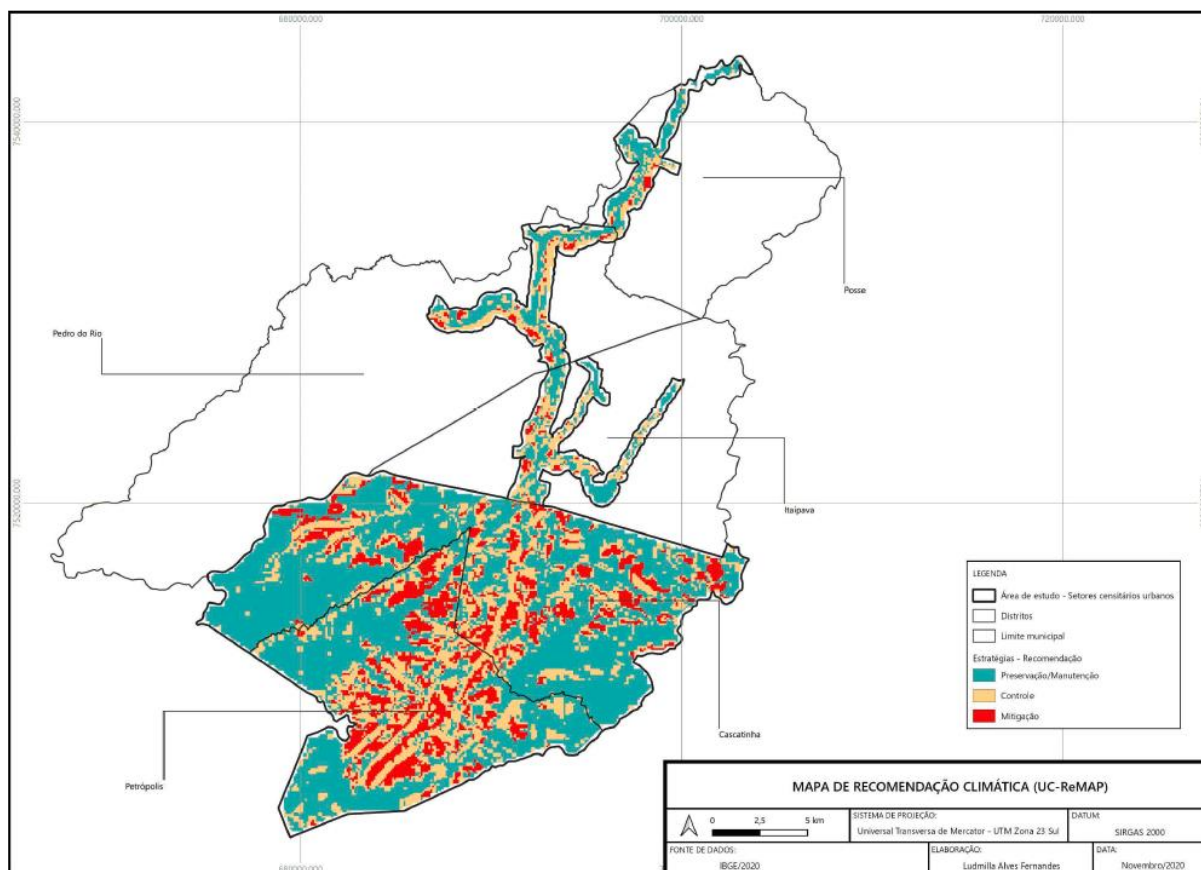 680000.000
700000.000
720000.000
7540000.000
Posse
Pedro do Rio
7520000.000
Itaipava
LEGENDA
Área de estudo - Setores censitários urbanos
Distritos
Limite municipal
Estratégias - Recomendação
Preservação/Manutenção
Controle
Mitigação
Cascatinha
Petrópolis
MAPA DE RECOMENDAÇÃO CLIMÁTICA (UC-ReMAP)
0 2,5 5 km
SISTEMA DE PROJEÇÃO:
Universal Transversa de Mercator - UTM Zona 23 Sul
DATUM:
SIRGAS 2000
FONTE DE DADOS:
IBGE/2020
ELABORAÇÃO:
Ludmilla Alves Fernandes
DATA:
Novembro/2020
680000.000